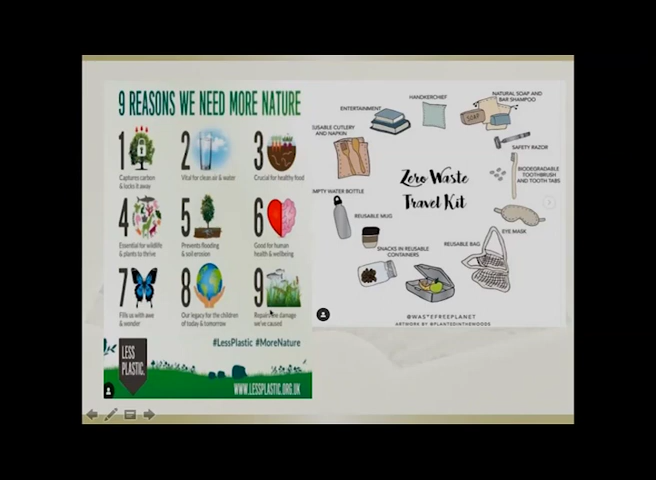 9 REASONS WE NEED MORE NATURE
1
Captures carbon
& locks it away
2
Vital for clean air & water
3
Crucial for healthy food
4
Essential for wildlife
& plants to thrive
5
Prevents flooding
& soil erosion
6
Good for human
health & wellbeing
7
Fills us with awe
& wonder
8
Our legacy for the children
of today & tomorrow
9
Repairs the damage
we've caused
#LessPlastic #MoreNature
LESS
PLASTIC.
WWW.LESSPLASTIC.ORG.UK
HANDKERCHIEF
NATURAL SOAP AND
BAR SHAMPOO
SOAP
ENTERTAINMENT
USABLE CUTLERY
AND NAPKIN
SAFETY RAZOR
Zero Waste
Travel Kit
BIODEGRADABLE
TOOTHBRUSH
AND TOOTH TABS
MPTY WATER BOTTLE
REUSABLE MUG
EYE MASK
SNACKS IN REUSABLE
CONTAINERS
REUSABLE BAG
@WASTEFREEPLANET
ARTWORK BY @PLANTEDINTHEWOODS